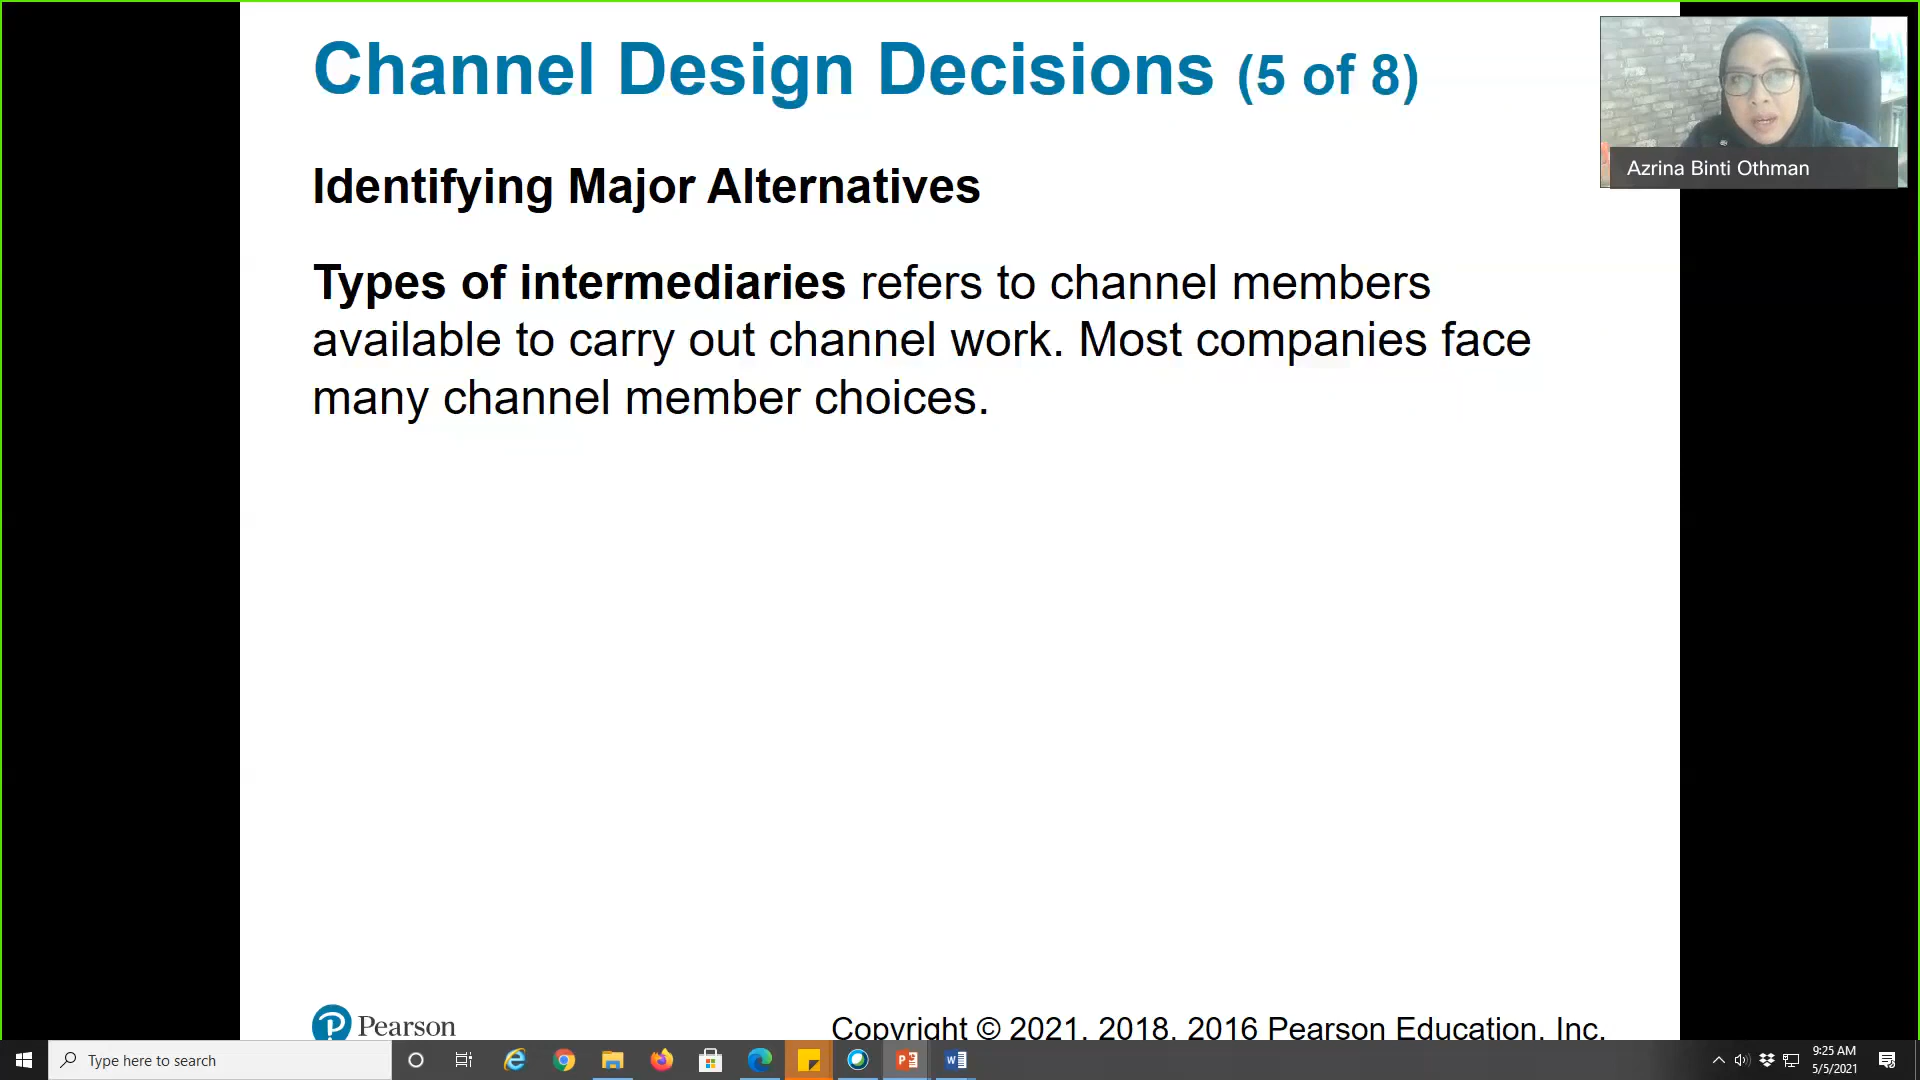 Channel Design Decisions (5 of 8)
Azrina Binti Othman
Identifying Major Alternatives
Types of intermediaries refers to channel members
available to carry out channel work. Most companies face
many channel member choices.
Pearson
Copyright © 2021, 2018, 2016 Pearson Education, Inc.
Type here to search
9:25 AM
5/5/2021